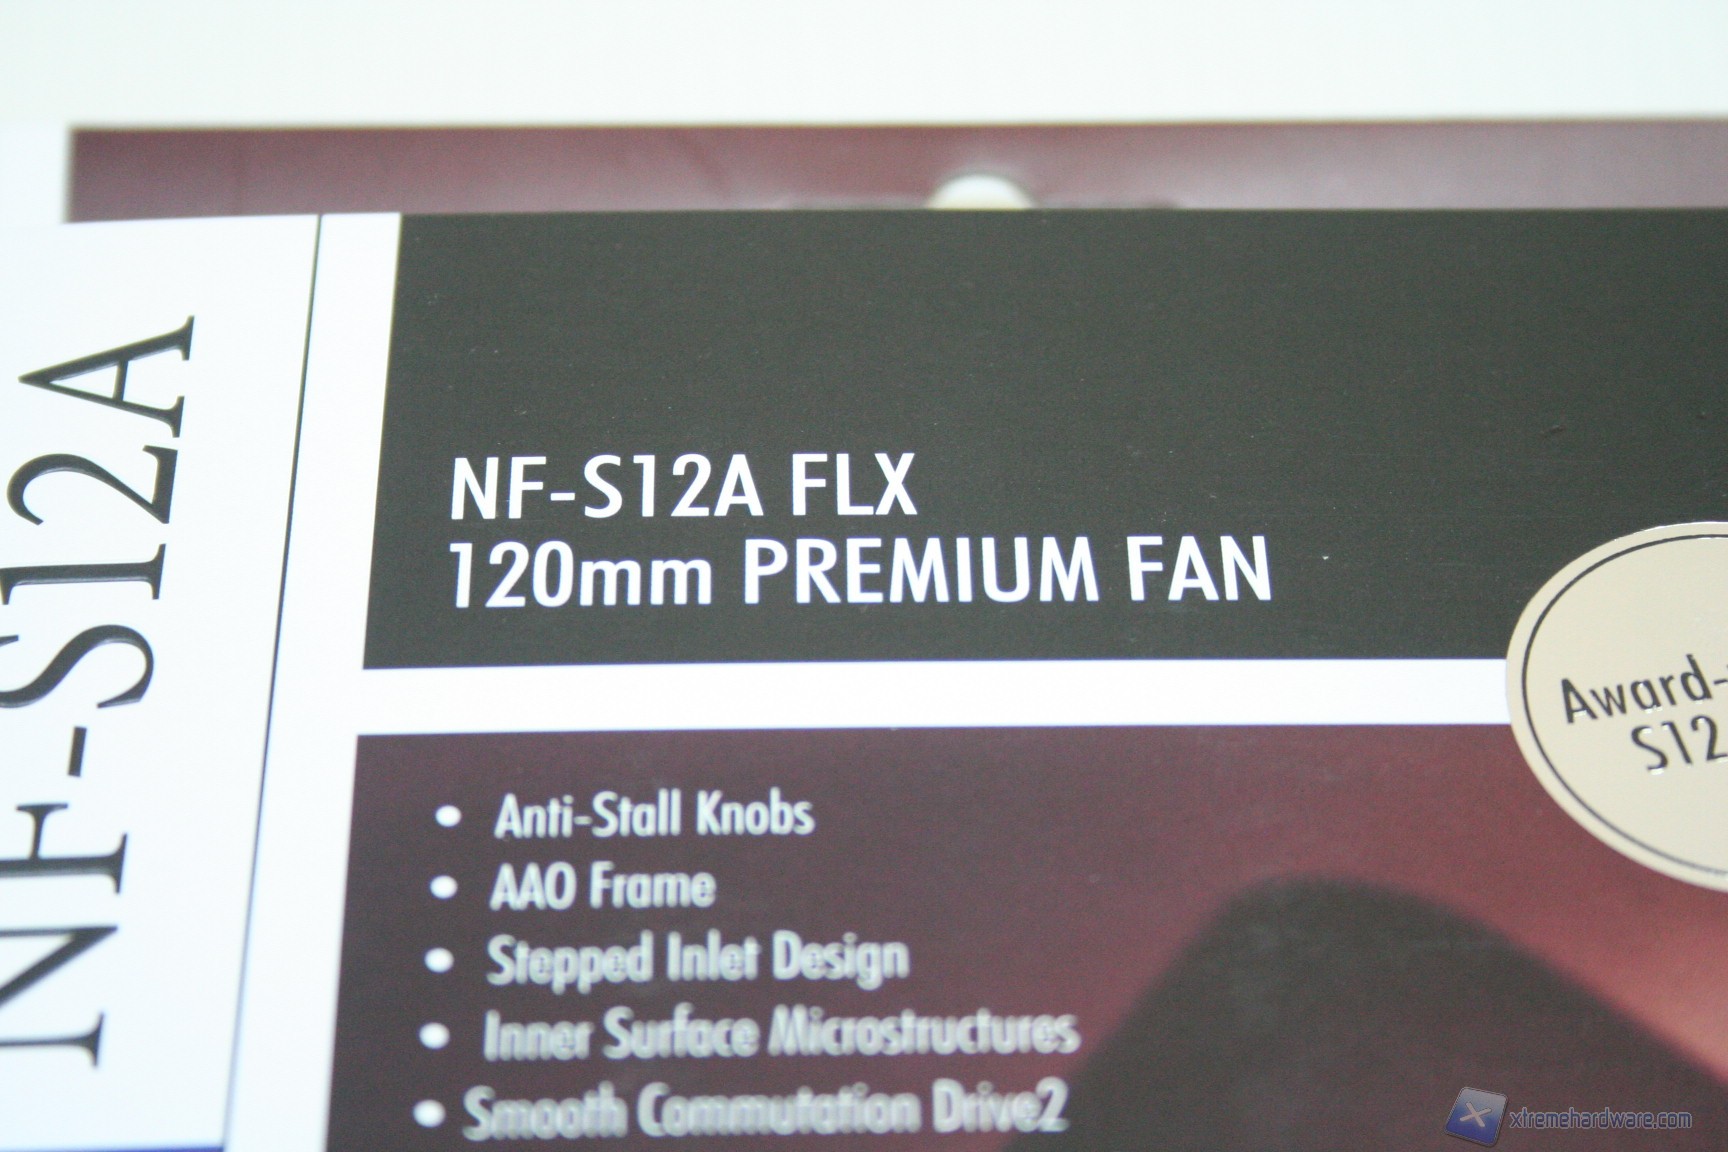 NF-S12A
NF-S12A FLX
120mm PREMIUM FAN
Award-
S12
• Anti-Stall Knobs
• AAO Frame
• Stepped Inlet Design
• Inner Surface Microstructures
• Smooth Commutation Drive2
xtremehardware.com